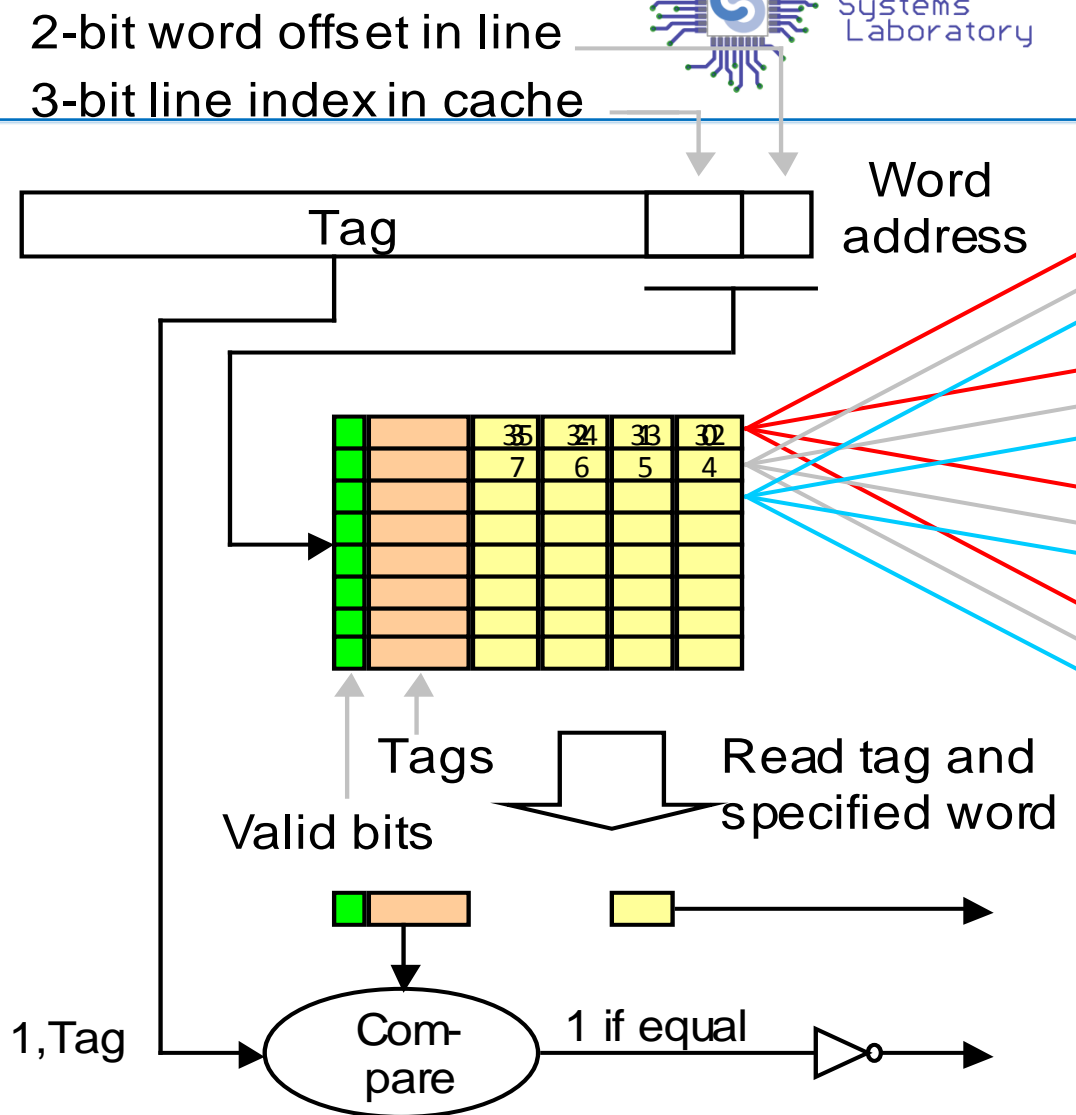 Systems
Laboratory
2-bit word offset in line
3-bit line index in cache
Tag
Word
address
7 6 5 4
Tags
Valid bits
Read tag and
specified word
1,Tag
Com-
pare
1 if equal